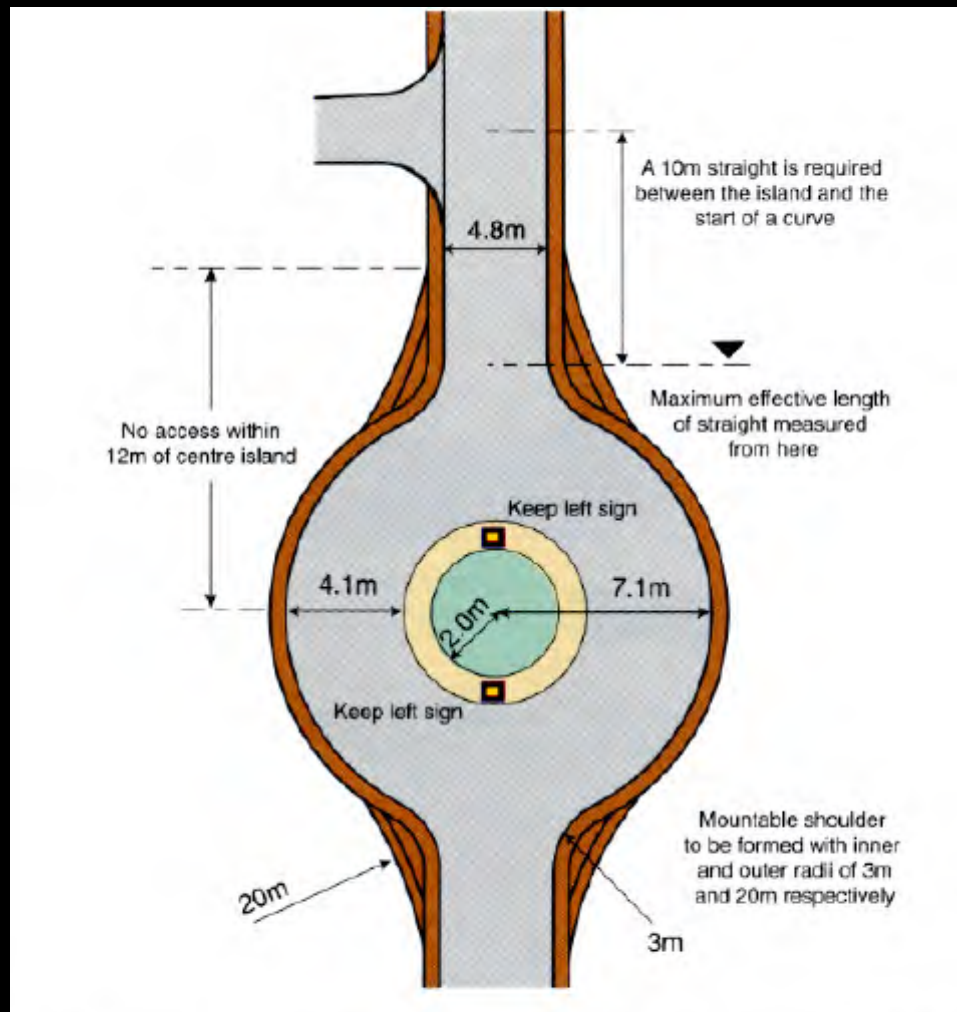 A 10m straight is required
between the island and the
start of a curve
4.8m
No access within
12m of centre island
Maximum effective length
of straight measured
from here
Keep left sign
4.1m
7.1m
2.0m
Keep left sign
Mountable shoulder
to be formed with inner
and outer radii of 3m
and 20m respectively
20m
3m